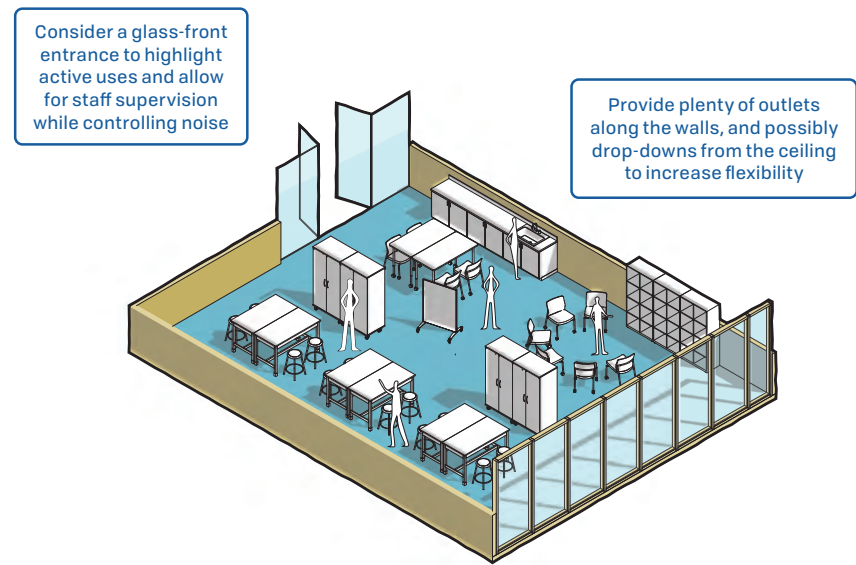 Consider a glass-front
entrance to highlight
active uses and allow
for staff supervision
while controlling noise
Provide plenty of outlets
along the walls, and possibly
drop-downs from the ceiling
to increase flexibility